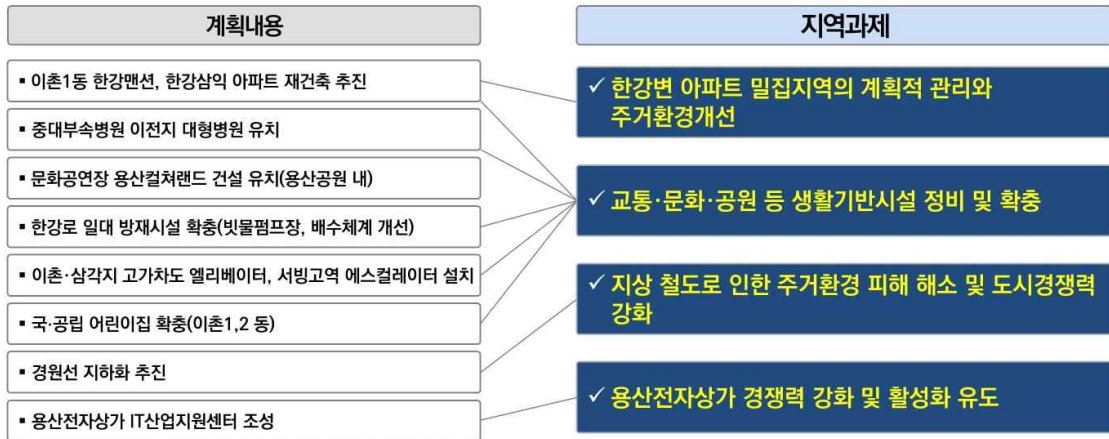 계획내용
지역과제
▪ 이촌1동 한강맨션, 한강삼익 아파트 재건축 추진
▪ 중대부속병원 이전지 대형병원 유치
▪ 문화공연장 용산컬쳐랜드 건설 유치(용산공원 내)
▪ 한강로 일대 방재시설 확충(빗물펌프장, 배수체계 개선)
▪ 이촌·삼각지 고가차도 엘리베이터, 서빙고역 에스컬레이터 설치
▪ 국·공립 어린이집 확충(이촌1,2 동)
▪ 경원선 지하화 추진
▪ 용산전자상가 IT산업지원센터 조성
✓ 한강변 아파트 밀집지역의 계획적 관리와
주거환경개선
✓ 교통·문화·공원 등 생활기반시설 정비 및 확충
✓ 지상 철도로 인한 주거환경 피해 해소 및 도시경쟁력
강화
✓ 용산전자상가 경쟁력 강화 및 활성화 유도